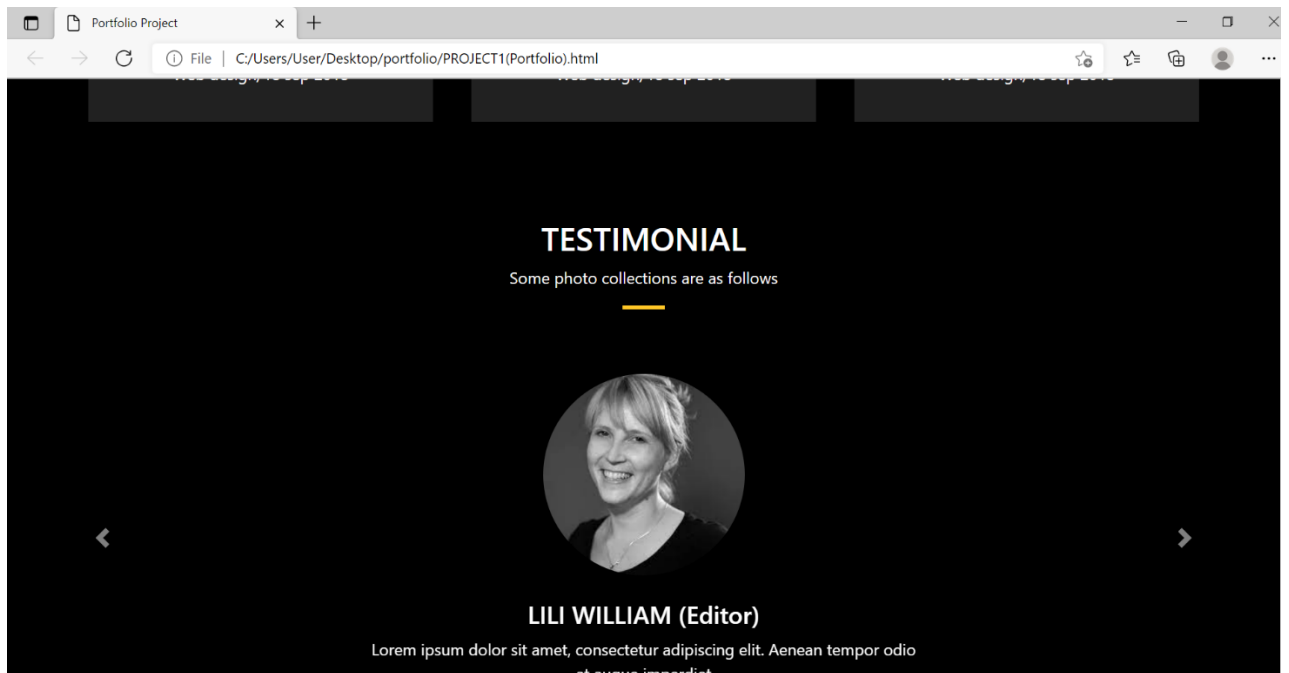 Portfolio Project
File | C:/Users/User/Desktop/portfolio/PROJECT1(Portfolio).html
TESTIMONIAL
Some photo collections are as follows
LILI WILLIAM (Editor)
Lorem ipsum dolor sit amet, consectetur adipiscing elit. Aenean tempor odio